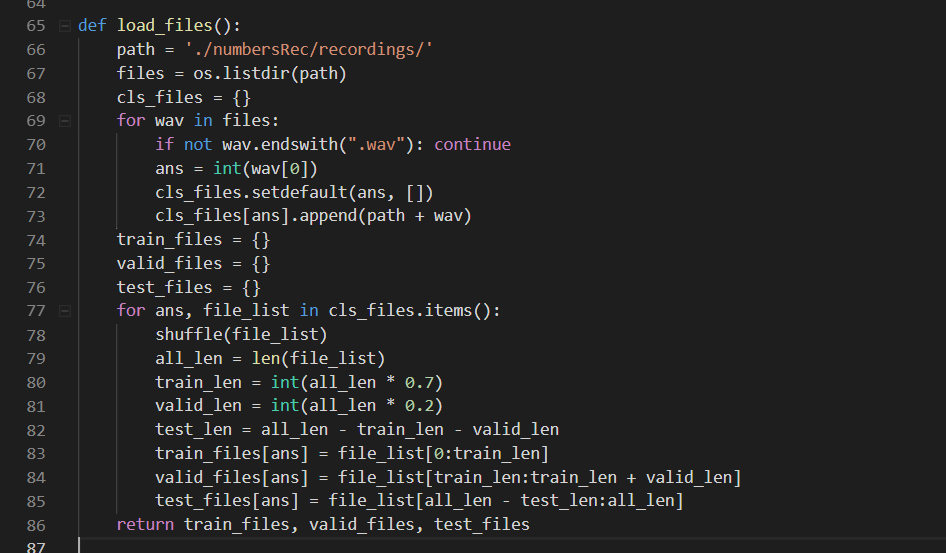 64
65 def load_files():
66     path = './numbersRec/recordings/'
67     files = os.listdir(path)
68     cls_files = {}
69     for wav in files:
70         if not wav.endswith(".wav"): continue
71         ans = int(wav[0])
72         cls_files.setdefault(ans, [])
73         cls_files[ans].append(path + wav)
74     train_files = {}
75     valid_files = {}
76     test_files = {}
77     for ans, file_list in cls_files.items():
78         shuffle(file_list)
79         all_len = len(file_list)
80         train_len = int(all_len * 0.7)
81         valid_len = int(all_len * 0.2)
82         test_len = all_len - train_len - valid_len
83         train_files[ans] = file_list[0:train_len]
84         valid_files[ans] = file_list[train_len:train_len + valid_len]
85         test_files[ans] = file_list[all_len - test_len:all_len]
86     return train_files, valid_files, test_files
87